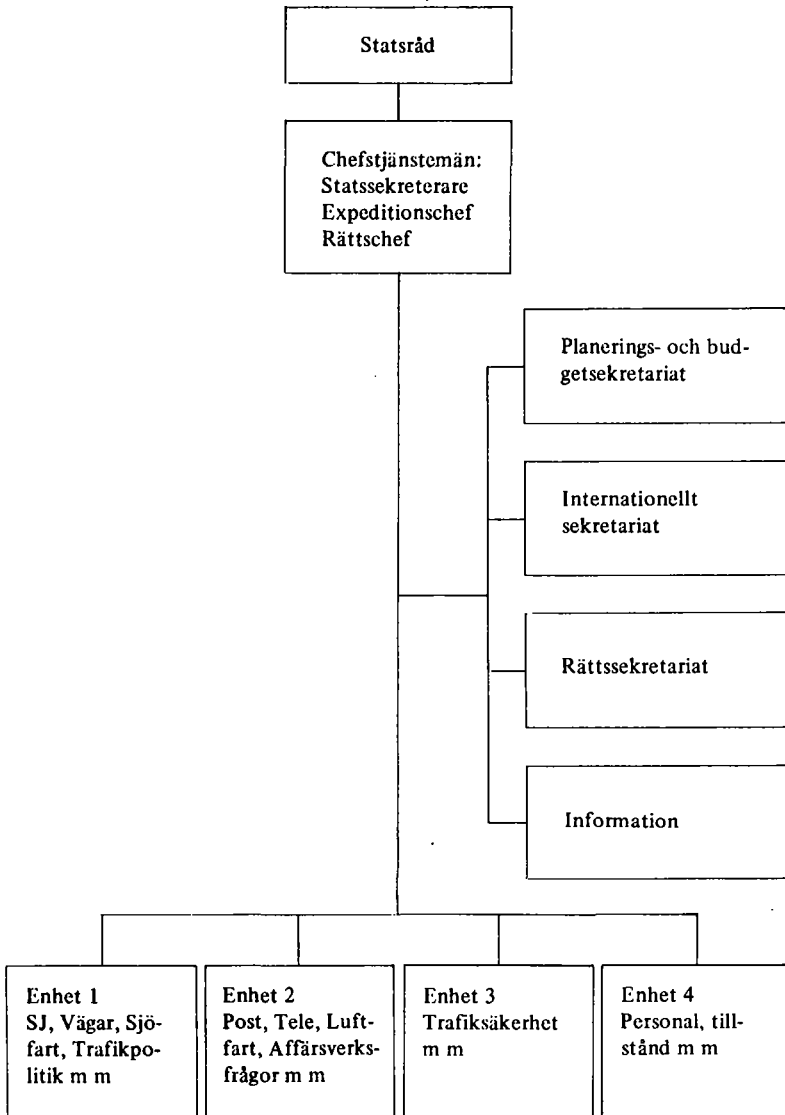 Statsråd
Chefstjänstemän:
Statssekreterare
Expeditionschef
Rättschef
Planerings- och bud-
getsekretariat
Internationellt
sekretariat
Rättssekretariat
Information
Enhet 1
SJ, Vägar, Sjö-
fart, Trafikpo-
litik m m
Enhet 2
Post, Tele, Luft-
fart, Affärsverks-
frågor m m
Enhet 3
Trafiksäkerhet
m m
Enhet 4
Personal, till-
stånd m m